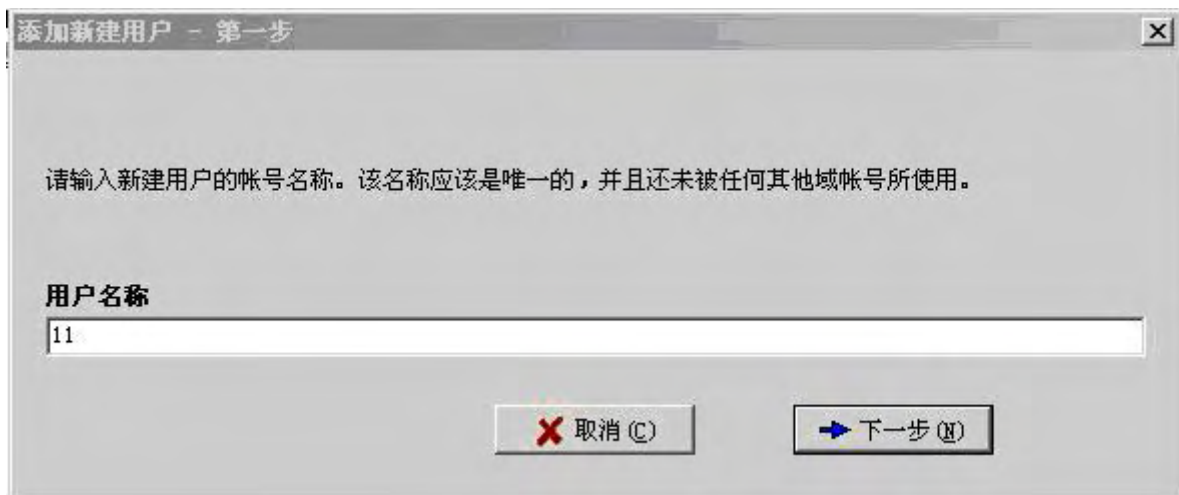 添加新建用户 - 第一步
请输入新建用户的帐号名称。该名称应该是唯一的，并且还未被任何其他域帐号所使用。
用户名称
11
取消(C)
下一步(N)